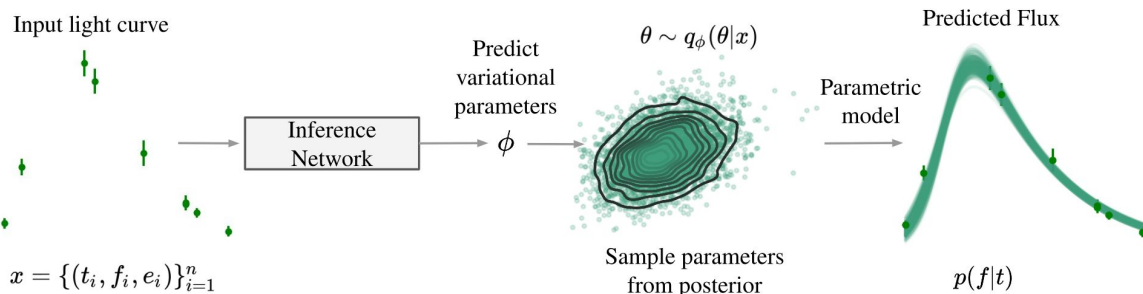 Input light curve
x = {(t_i, f_i, e_i)}_{i=1}^n
Inference
Network
Predict
variational
parameters
ϕ
θ ∼ q_ϕ(θ|x)
Sample parameters
from posterior
Parametric
model
Predicted Flux
p(f|t)